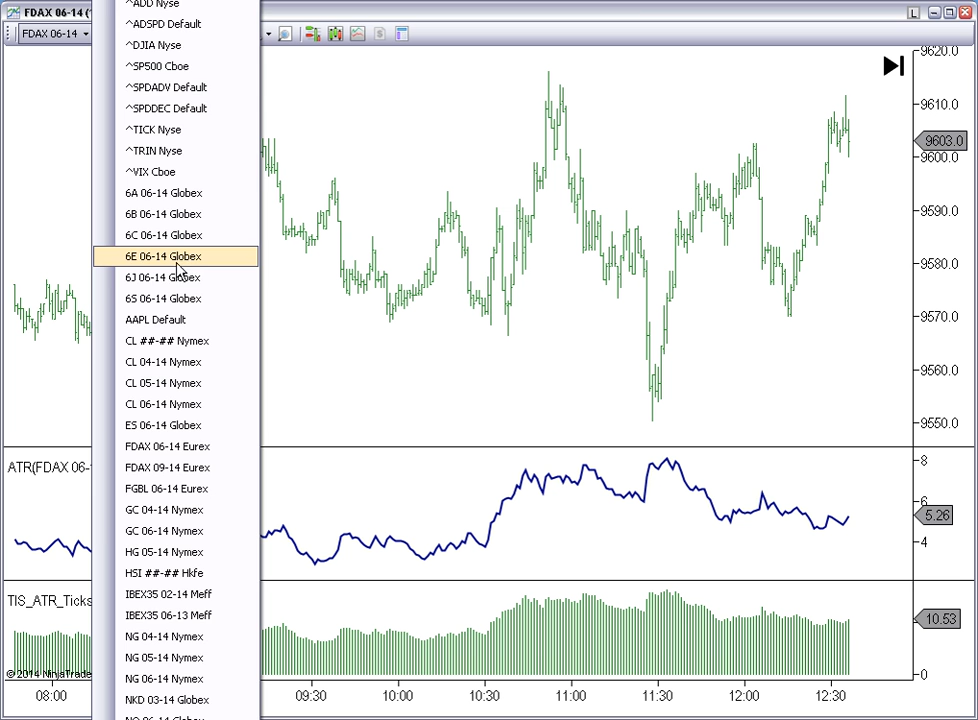 FDAX 06-14 (
L
FDAX 06-14
^ADD Nyse
^ADSPD Default
^DJIA Nyse
^SP500 Cboe
^SPDADV Default
^SPDDEC Default
^TICK Nyse
^TRIN Nyse
^VIX Cboe
6A 06-14 Globex
6B 06-14 Globex
6C 06-14 Globex
6E 06-14 Globex
6J 06-14 Globex
6S 06-14 Globex
AAPL Default
CL ##-## Nymex
CL 04-14 Nymex
CL 05-14 Nymex
CL 06-14 Nymex
ES 06-14 Globex
FDAX 06-14 Eurex
FDAX 09-14 Eurex
FGBL 06-14 Eurex
GC 04-14 Nymex
GC 06-14 Nymex
HG 05-14 Nymex
HSI ##-## Hkfe
IBEX35 02-14 Meff
IBEX35 06-13 Meff
NG 04-14 Nymex
NG 05-14 Nymex
NG 06-14 Nymex
NKD 03-14 Globex
NQ 06-14 Globex
9620.0
9610.0
9603.0
9600.0
9590.0
9580.0
9570.0
9560.0
9550.0
ATR(FDAX 06-
8
6
5.26
4
TIS_ATR_Ticks
10.53
0
© 2014 NinjaTrade
08:00
09:30
10:00
10:30
11:00
11:30
12:00
12:30